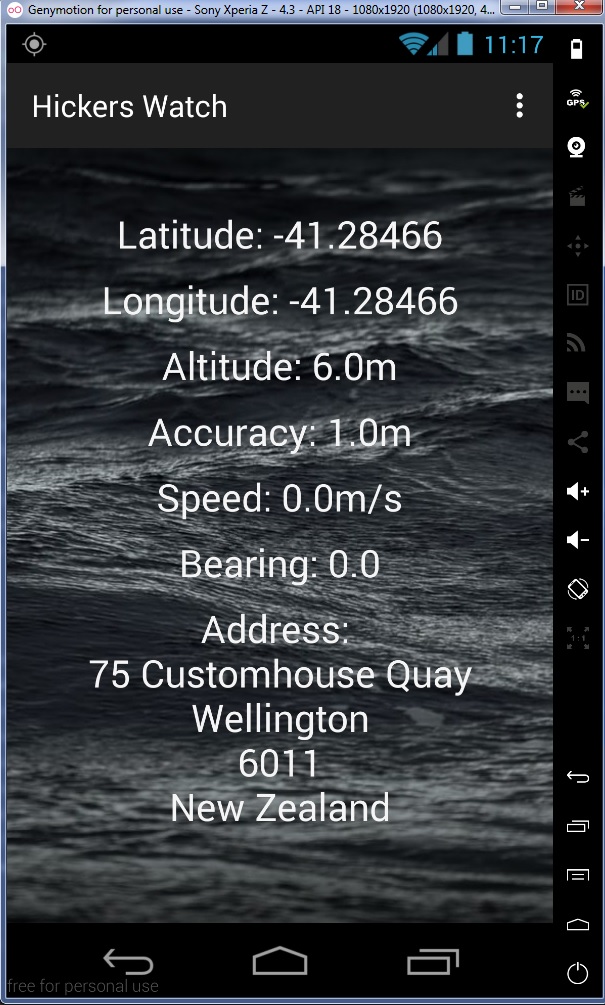 Genymotion for personal use - Sony Xperia Z - 4.3 - API 18 - 1080x1920 (1080x1920, 4...
11:17
Hickers Watch
GPS
Latitude: -41.28466
Longitude: -41.28466
ID
Altitude: 6.0m
Accuracy: 1.0m
Speed: 0.0m/s
Bearing: 0.0
Address:
1:1
75 Customhouse Quay
Wellington
6011
New Zealand
free for personal use